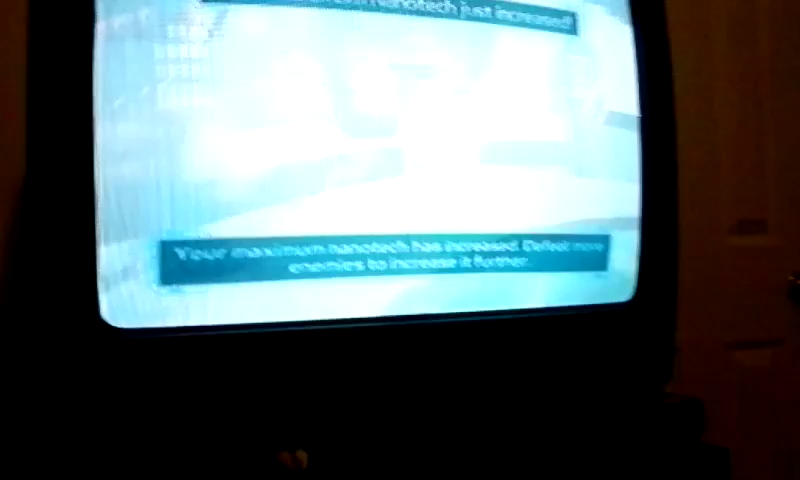 Nanotech just increased!
Your maximum nanotech has increased. Defeat more
enemies to increase it further.